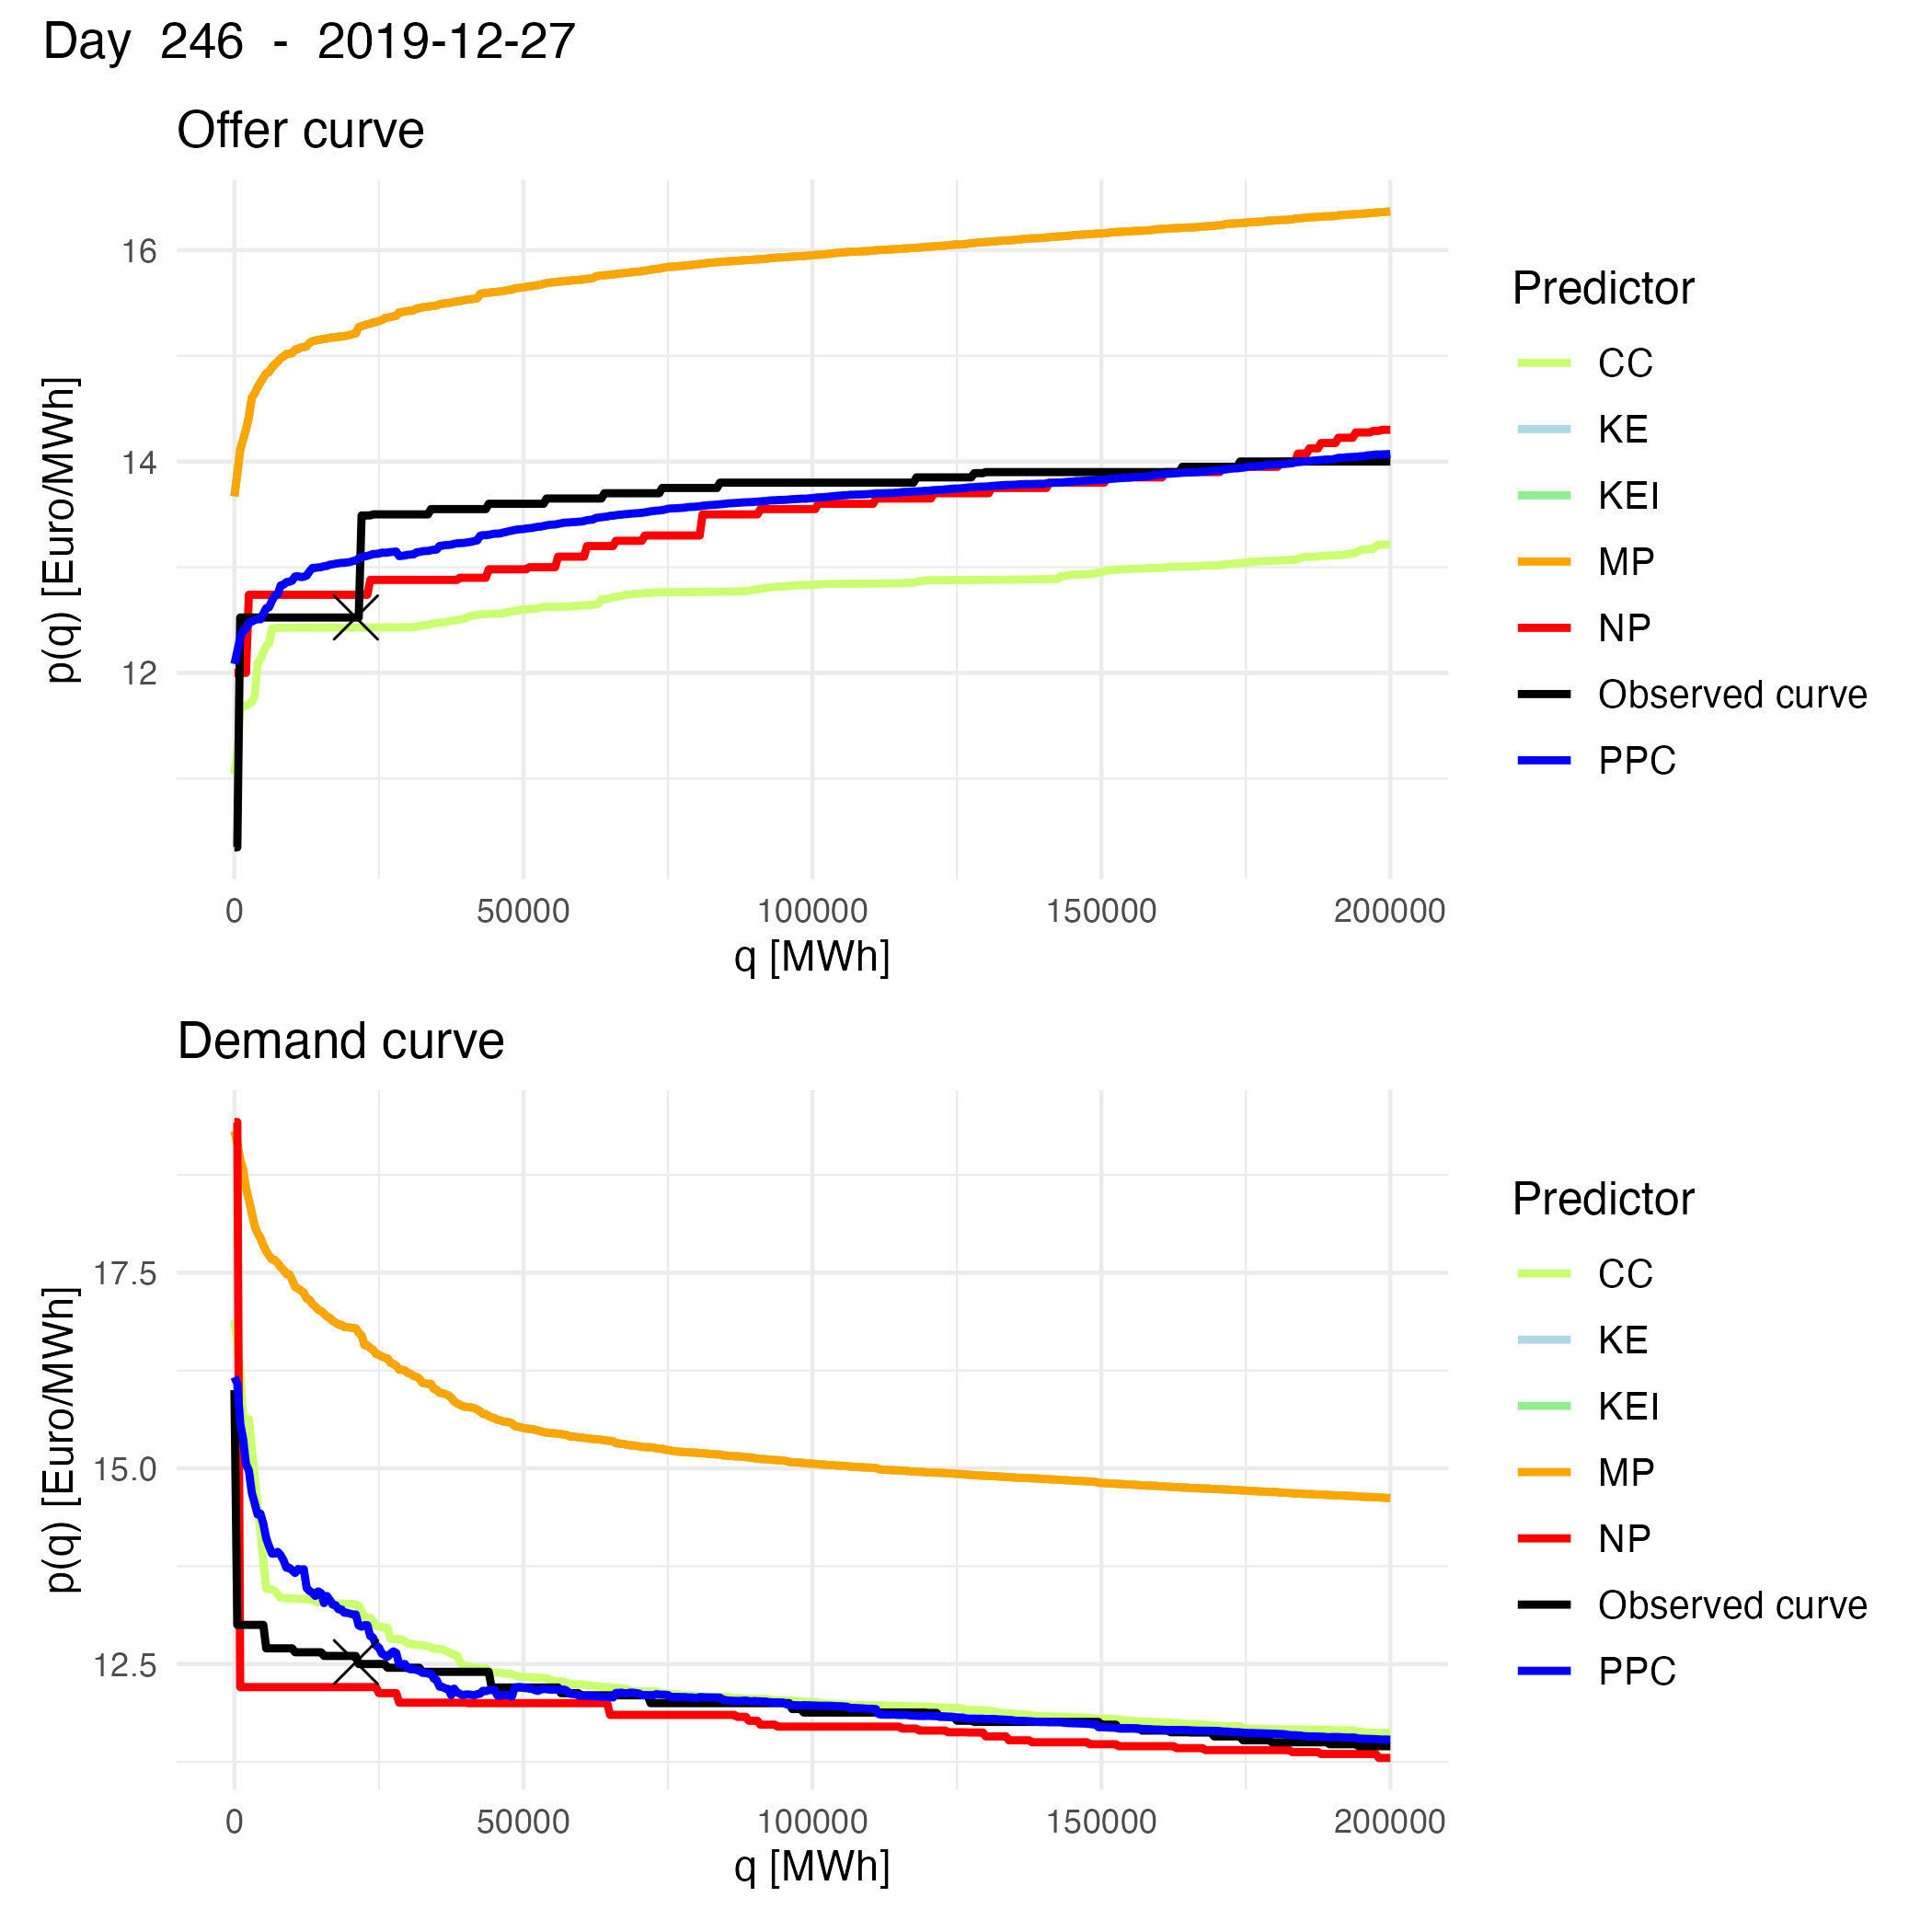 Day 246 - 2019-12-27
Offer curve
p(q) [Euro/MWh]
16
14
12
0 50000 100000 150000 200000
q [MWh]
Predictor
CC
KE
KEI
MP
NP
Observed curve
PPC
Demand curve
p(q) [Euro/MWh]
17.5
15.0
12.5
0 50000 100000 150000 200000
q [MWh]
Predictor
CC
KE
KEI
MP
NP
Observed curve
PPC